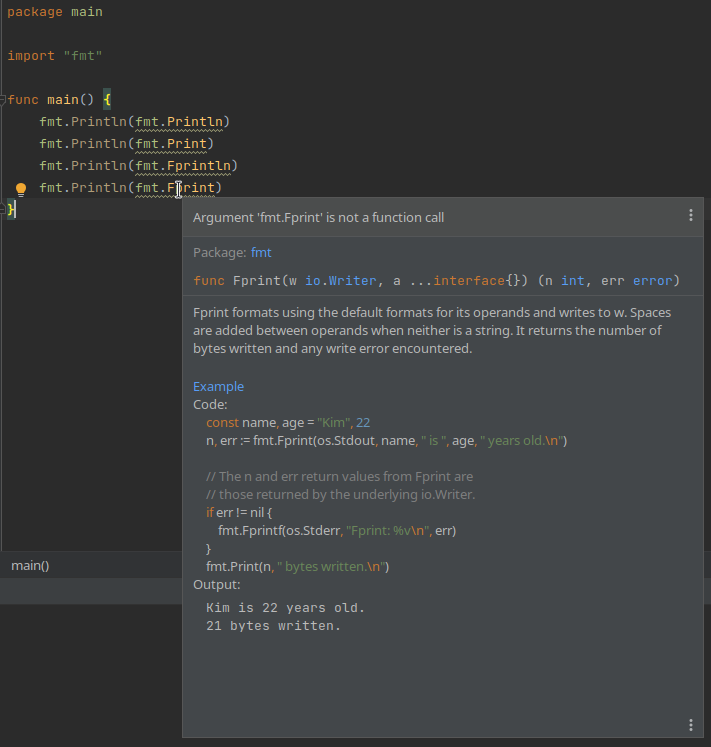 package main
import "fmt"
func main() {
fmt.Println(fmt.Println)
fmt.Println(fmt.Print)
fmt.Println(fmt.Fprintln)
fmt.Println(fmt.Fprint)
}
Argument 'fmt.Fprint' is not a function call
Package: fmt
func Fprint(w io.Writer, a ...interface{}) (n int, err error)
Fprint formats using the default formats for its operands and writes to w. Spaces
are added between operands when neither is a string. It returns the number of
bytes written and any write error encountered.
Example
Code:
const name, age = "Kim", 22
n, err := fmt.Fprint(os.Stdout, name, " is ", age, " years old.\n")
// The n and err return values from Fprint are
// those returned by the underlying io.Writer.
if err != nil {
fmt.Fprintf(os.Stderr, "Fprint: %v\n", err)
}
fmt.Print(n, " bytes written.\n")
Output:
Kim is 22 years old.
21 bytes written.
main()